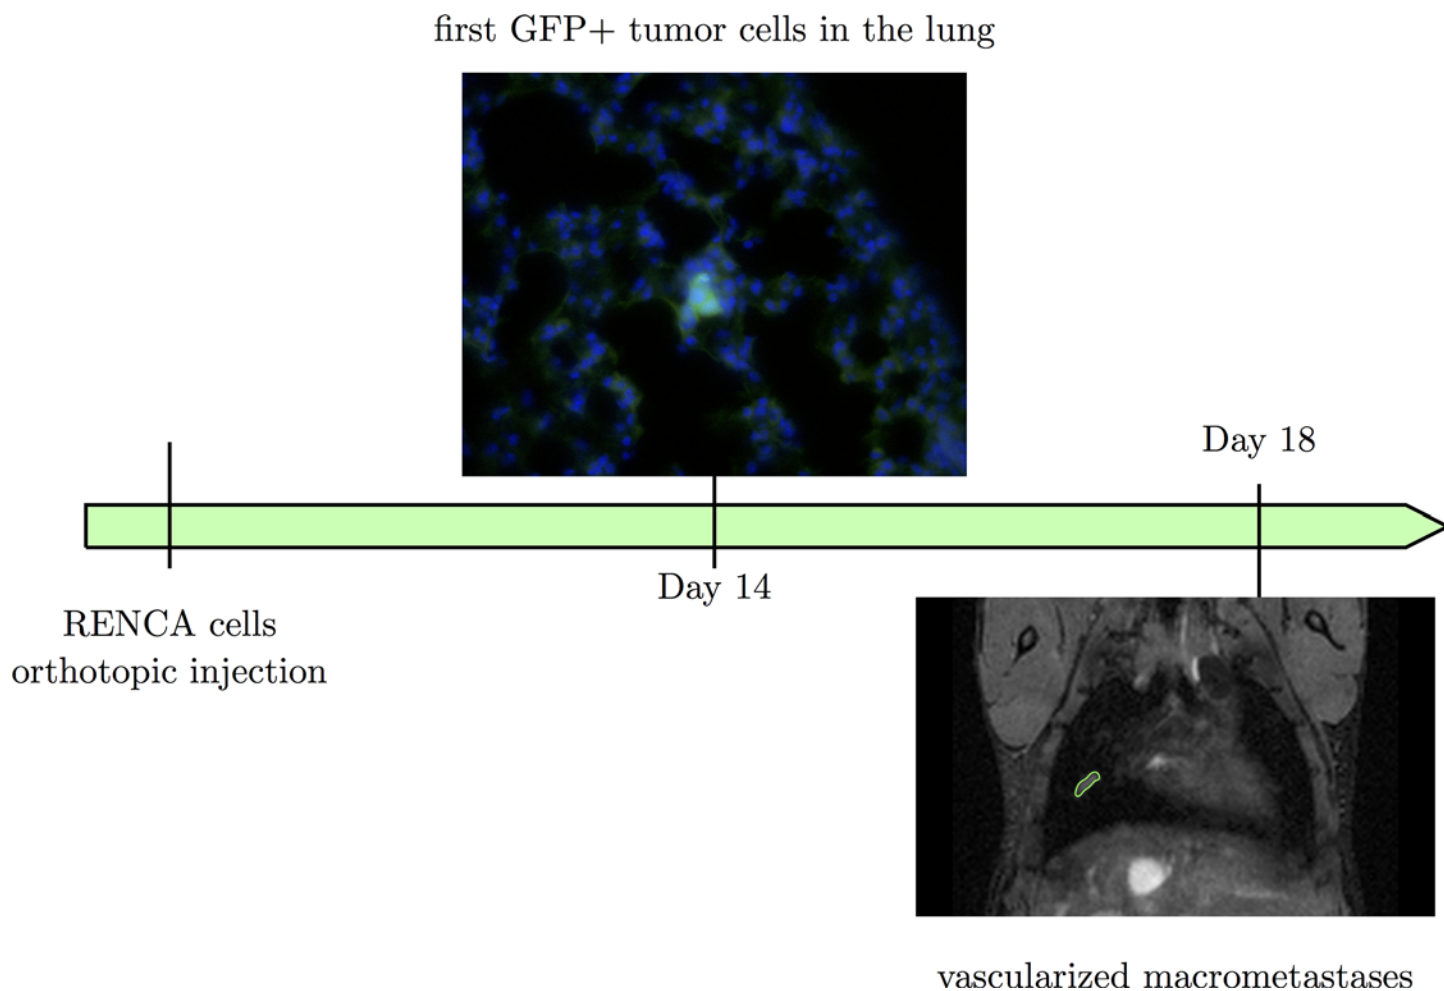 first GFP+ tumor cells in the lung
Day 18
Day 14
RENCA cells
orthotopic injection
vascularized macrometastases